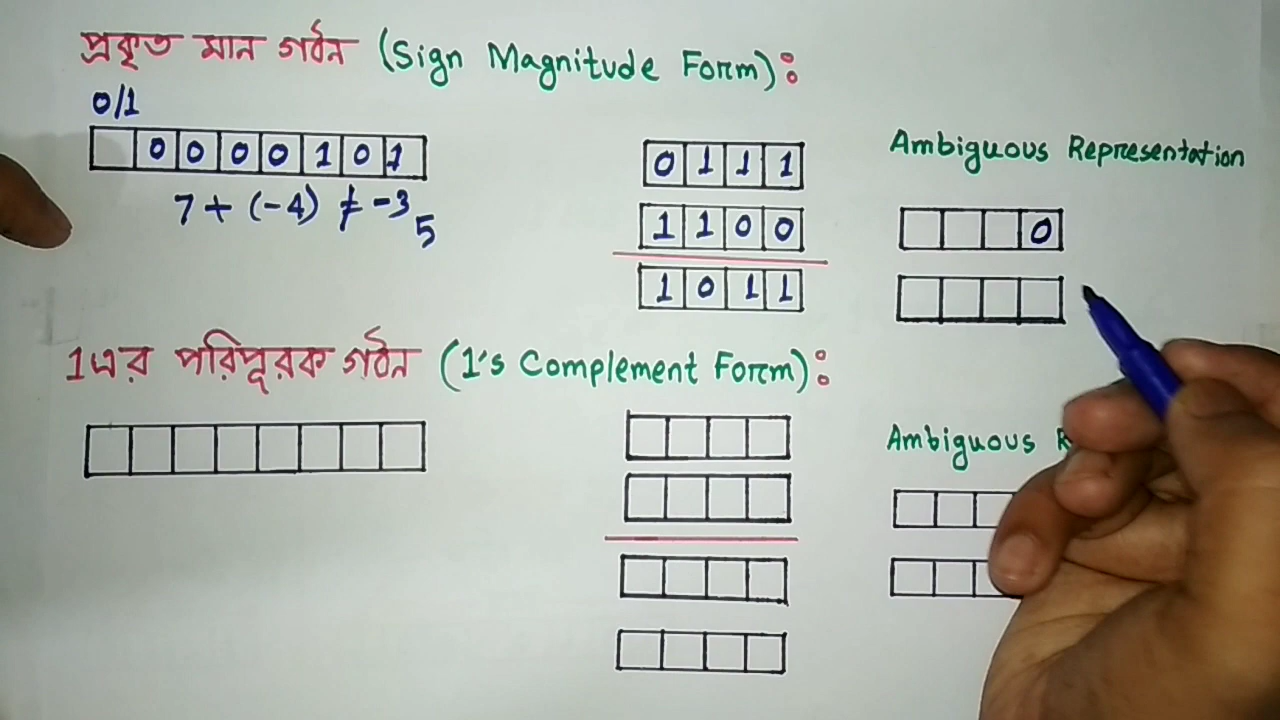 প্রকৃত মান গঠন (Sign Magnitude Form):
0/1
0 0 0 0 1 0 1
7 + (-4) ≠ -3
5
0 1 1 1
1 1 0 0
1 0 1 1
Ambiguous Representation
0
1 এর পরিপূরক গঠন (1's Complement Form):
Ambiguous